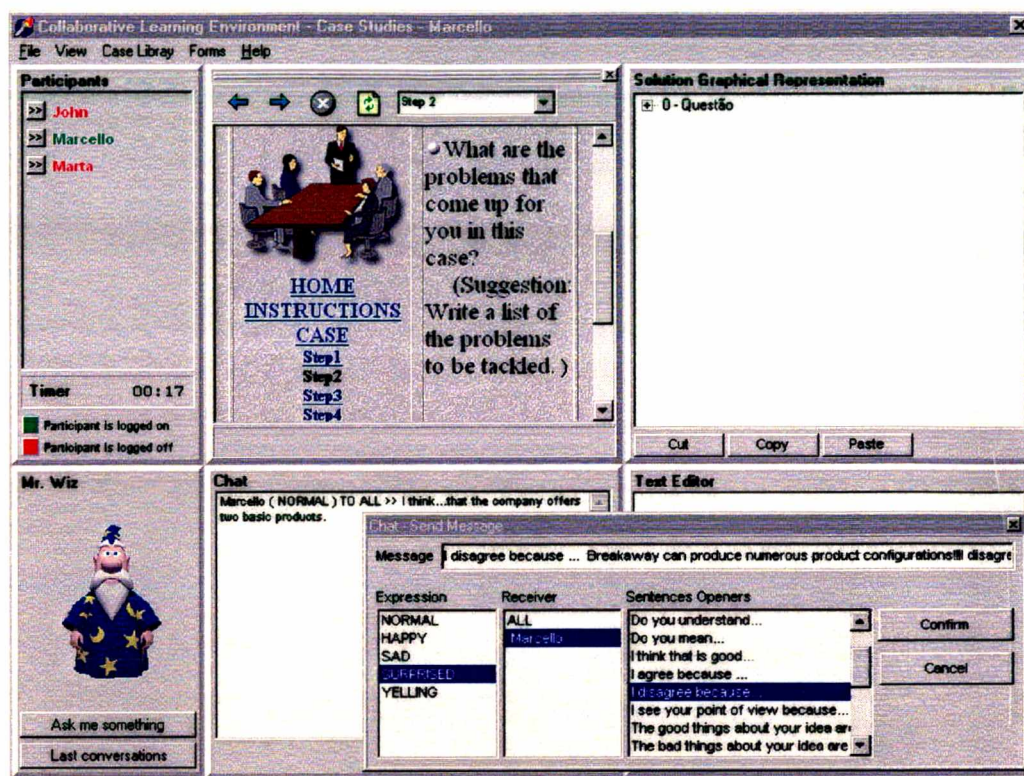 Collaborative Learning Environment - Case Studies - Marcello
File View Case Libray Forms Help
Participants
>> John
>> Marcello
>> Marta
Timer 00:17
Participant is logged on
Participant is logged off
Step 2
HOME
INSTRUCTIONS
CASE
Step1
Step2
Step3
Step4
What are the
problems that
come up for
you in this
case?
(Suggestion:
Write a list of
the problems
to be tackled. )
Solution Graphical Representation
0 - Questão
Cut Copy Paste
Mr. Wiz
Ask me something
Last conversations
Chat
Marcello ( NORMAL ) TO ALL >> I think...that the company offers
two basic products.
Text Editor
Chat - Send Message
Message I disagree because ... Breakaway can produce numerous product configurations!!!I disagre
Expression
NORMAL
HAPPY
SAD
SURPRISED
YELLING
Receiver
ALL
Marcello
Sentences Openers
Do you understand...
Do you mean...
I think that is good...
I agree because ...
I disagree because ...
I see your point of view because...
The good things about your idea are
The bad things about your idea are
Confirm
Cancel